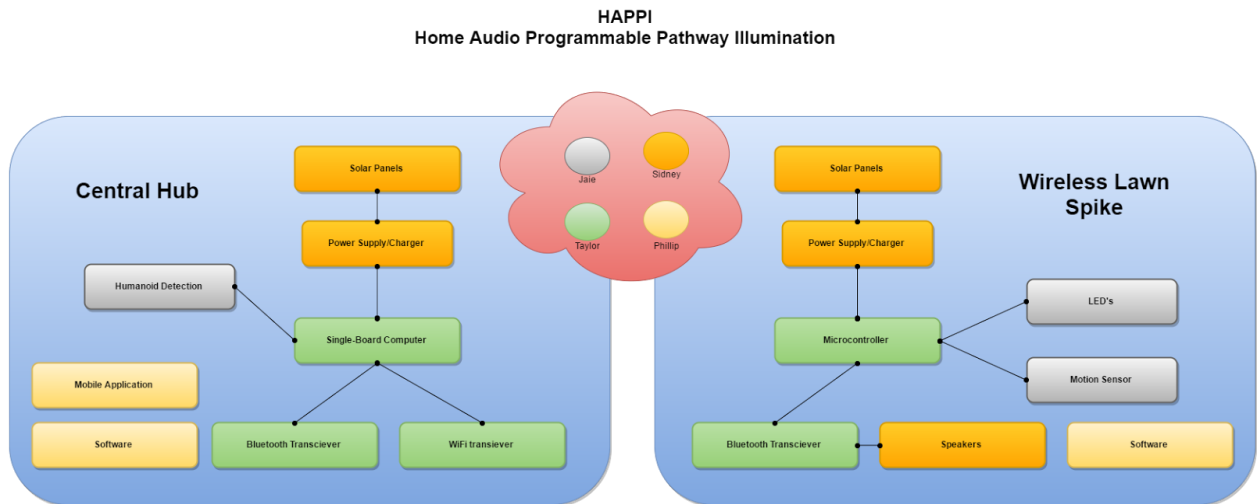 HAPPI
Home Audio Programmable Pathway Illumination
Central Hub
Solar Panels
Power Supply/Charger
Humanoid Detection
Single-Board Computer
Mobile Application
Software
Bluetooth Transciever
WiFi transiever
Jaie
Sidney
Taylor
Phillip
Wireless Lawn
Spike
Solar Panels
Power Supply/Charger
LED's
Microcontroller
Motion Sensor
Bluetooth Transciever
Speakers
Software